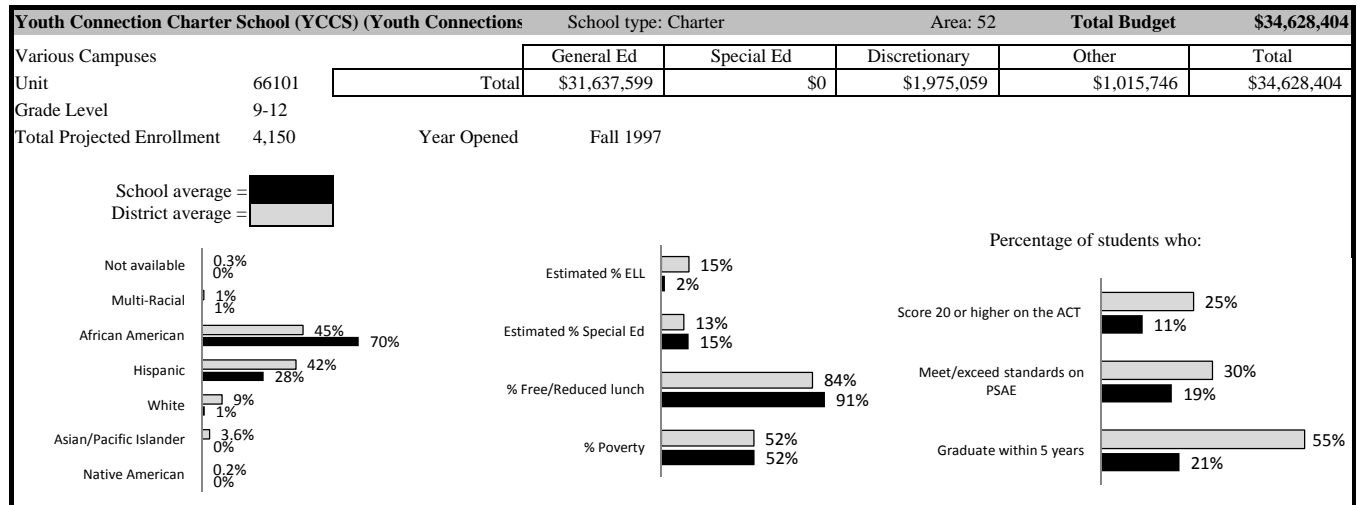 Youth Connection Charter School (YCCS) (Youth Connections School type: Charter Area: 52 Total Budget $34,628,404
Various Campuses General Ed Special Ed Discretionary Other Total
Unit 66101 Total $31,637,599 $0 $1,975,059 $1,015,746 $34,628,404
Grade Level 9-12
Total Projected Enrollment 4,150 Year Opened Fall 1997
School average =
District average =
Not available 0.3%
0%
Multi-Racial 1%
1%
African American 45%
70%
Hispanic 42%
28%
White 9%
1%
Asian/Pacific Islander 3.6%
0%
Native American 0.2%
0%
Estimated % ELL 15%
2%
Estimated % Special Ed 13%
15%
% Free/Reduced lunch 84%
91%
% Poverty 52%
52%
Percentage of students who:
Score 20 or higher on the ACT 25%
11%
Meet/exceed standards on
PSAE 30%
19%
Graduate within 5 years 55%
21%